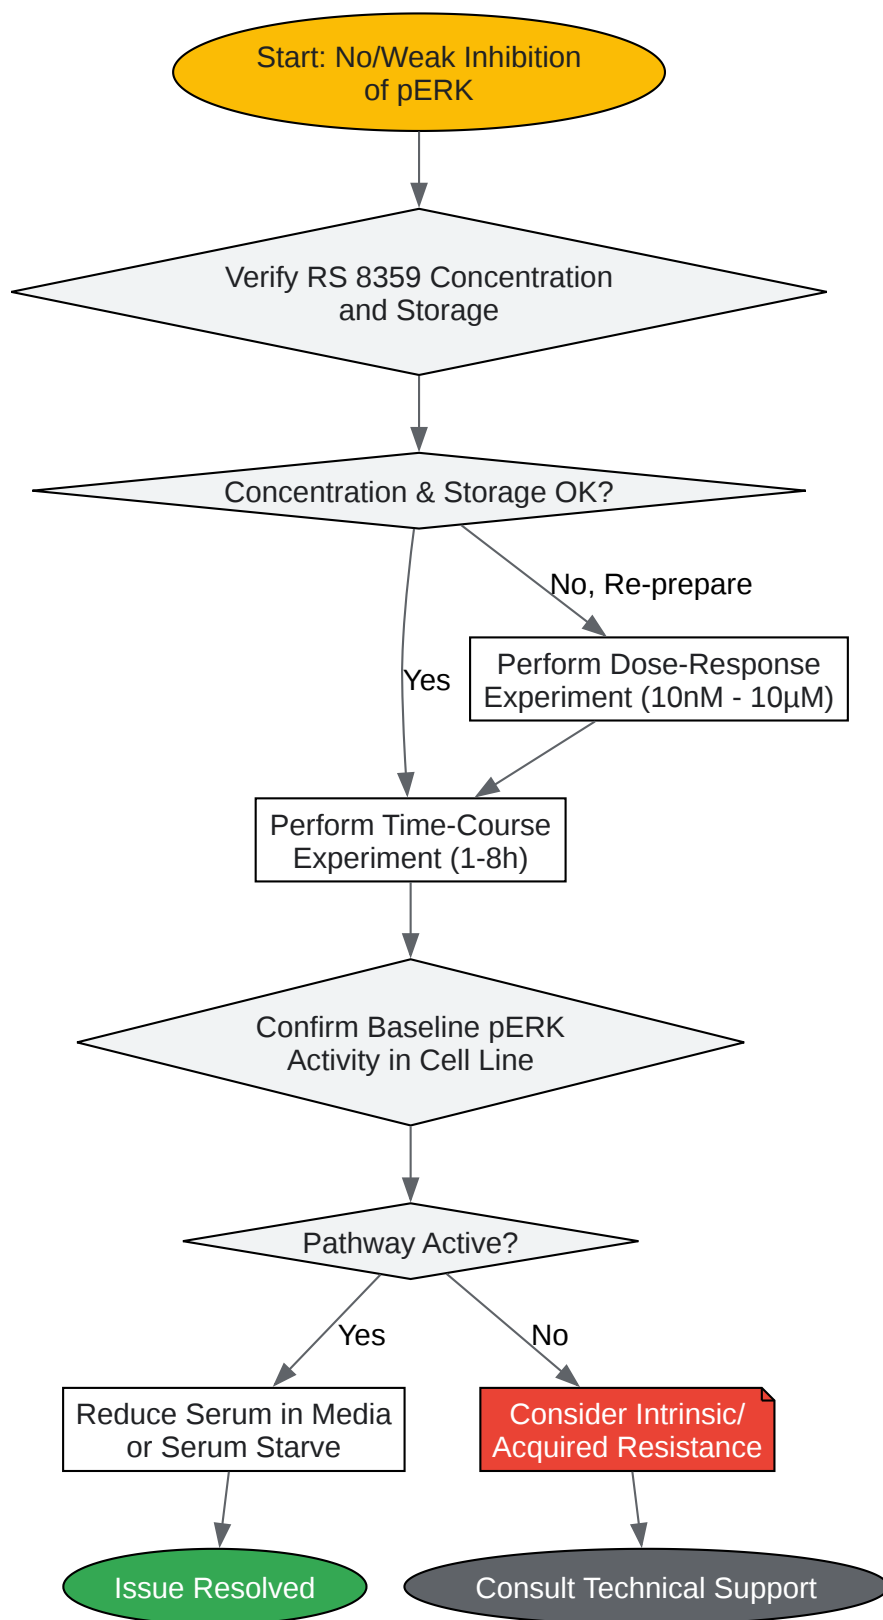 Start: No/Weak Inhibition
of pERK
Verify RS 8359 Concentration
and Storage
Concentration & Storage OK?
No, Re-prepare
Yes
Perform Dose-Response
Experiment (10nM - 10µM)
Perform Time-Course
Experiment (1-8h)
Confirm Baseline pERK
Activity in Cell Line
Pathway Active?
Yes
No
Reduce Serum in Media
or Serum Starve
Consider Intrinsic/
Acquired Resistance
Issue Resolved
Consult Technical Support